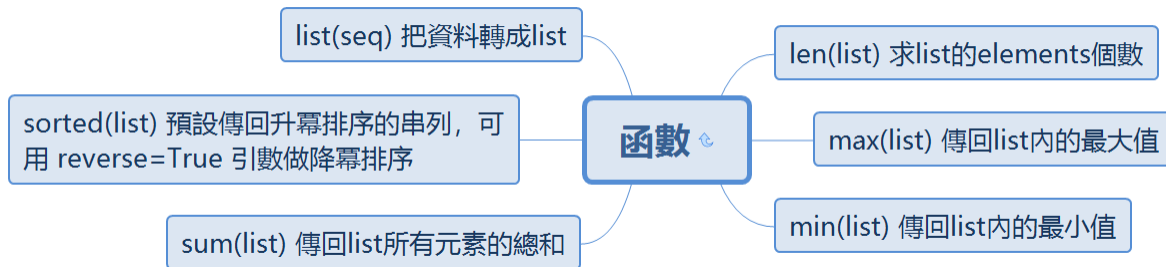 list(seq) 把資料轉成list
len(list) 求list的elements個數
sorted(list) 預設傳回升冪排序的串列，可
用 reverse=True 引數做降冪排序
函數
max(list) 傳回list內的最大值
sum(list) 傳回list所有元素的總和
min(list) 傳回list內的最小值